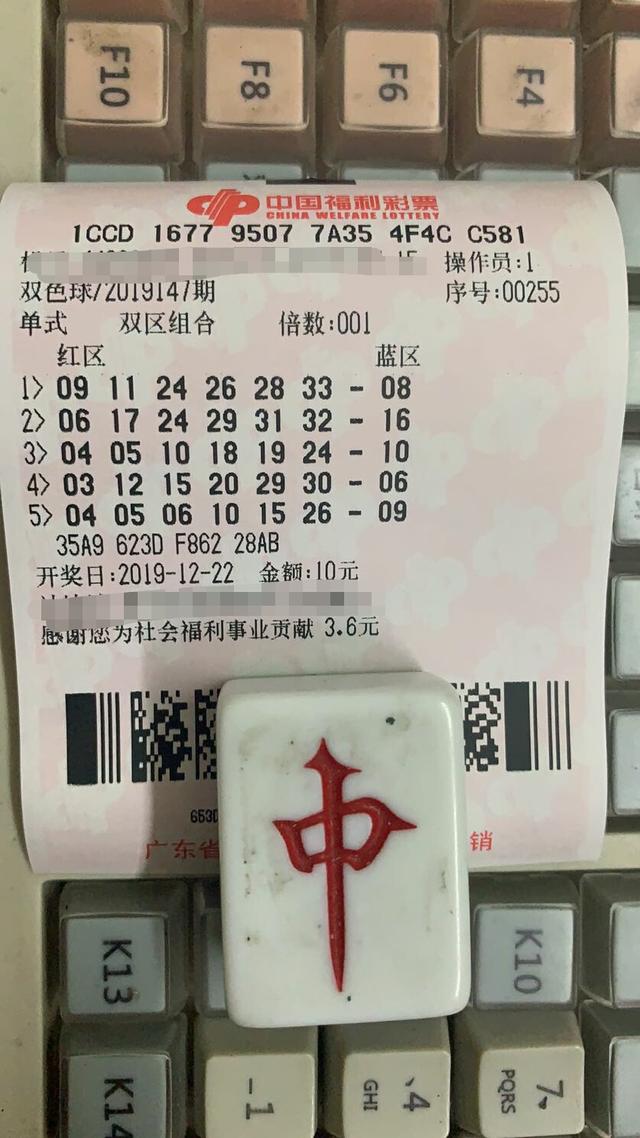 F10 F8 F6 F4
中国福利彩票
CHINA WELFARE LOTTERY
1CCD 1677 9507 7A35 4F4C C581
操作员:1
双色球/2019147期 序号:00255
单式 双区组合 倍数:001
红区 蓝区
1> 09 11 24 26 28 33 - 08
2> 06 17 24 29 31 32 - 16
3> 04 05 10 18 19 24 - 10
4> 03 12 15 20 29 30 - 06
5> 04 05 06 10 15 26 - 09
35A9 623D F862 28AB
开奖日:2019-12-22 金额:10元
感谢您为社会福利事业贡献 3.6元
653D
广东省 销
中
K13 K10
K14 -1 、4 GHI 7 PQRS